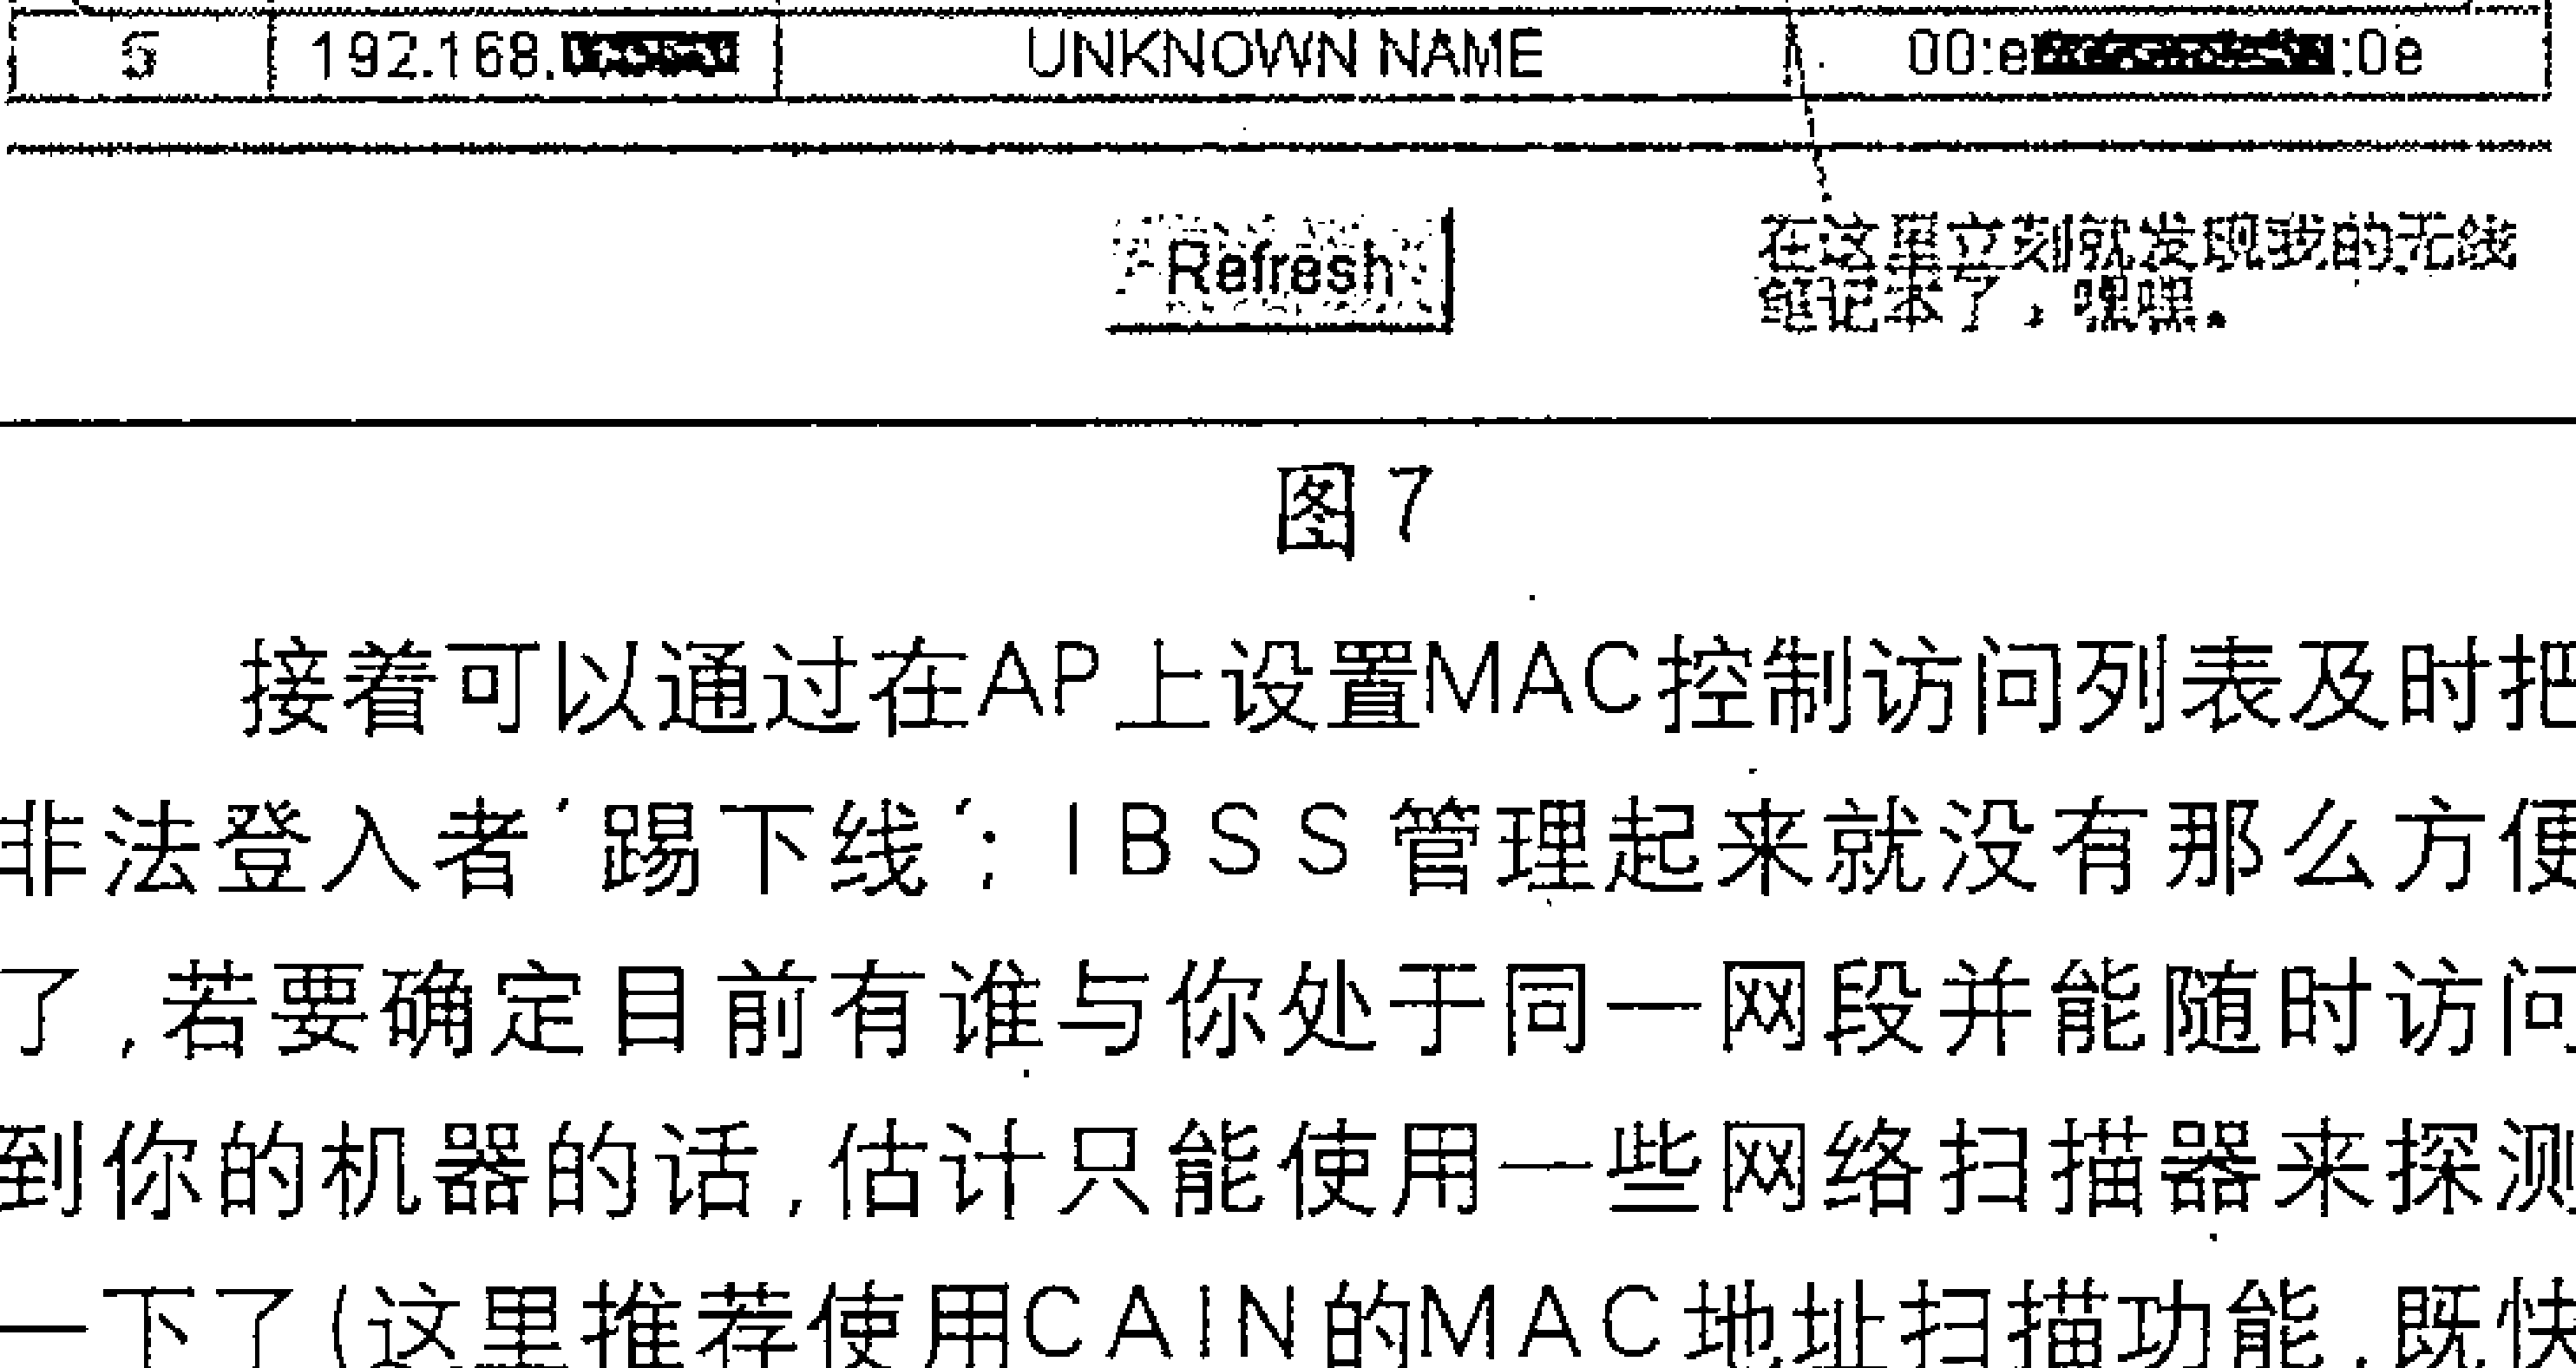 5 192.168. UNKNOWN NAME 00:e :0e
Refresh
在这里立刻就发现我的无线
笔记本了，嘿嘿。
图7
接着可以通过在AP上设置MAC控制访问列表及时把
非法登入者'踢下线';IBSS管理起来就没有那么方便
了,若要确定目前有谁与你处于同一网段并能随时访问
到你的机器的话,估计只能使用一些网络扫描器来探测
一下了(这里推荐使用CAIN的MAC地址扫描功能,既快